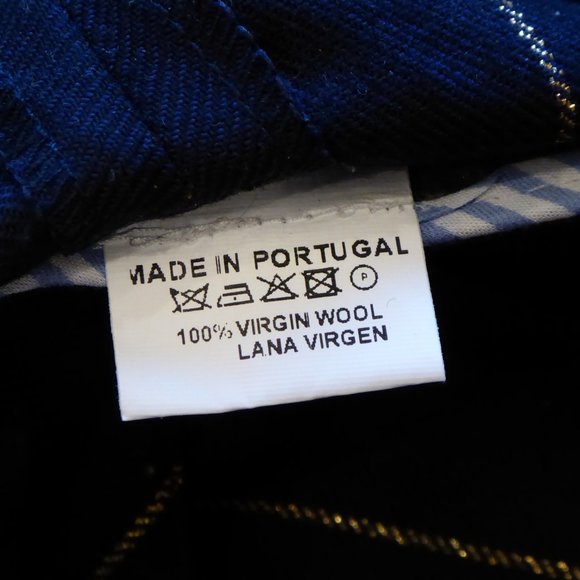 MADE IN PORTUGAL
P
100% VIRGIN WOOL
LANA VIRGEN